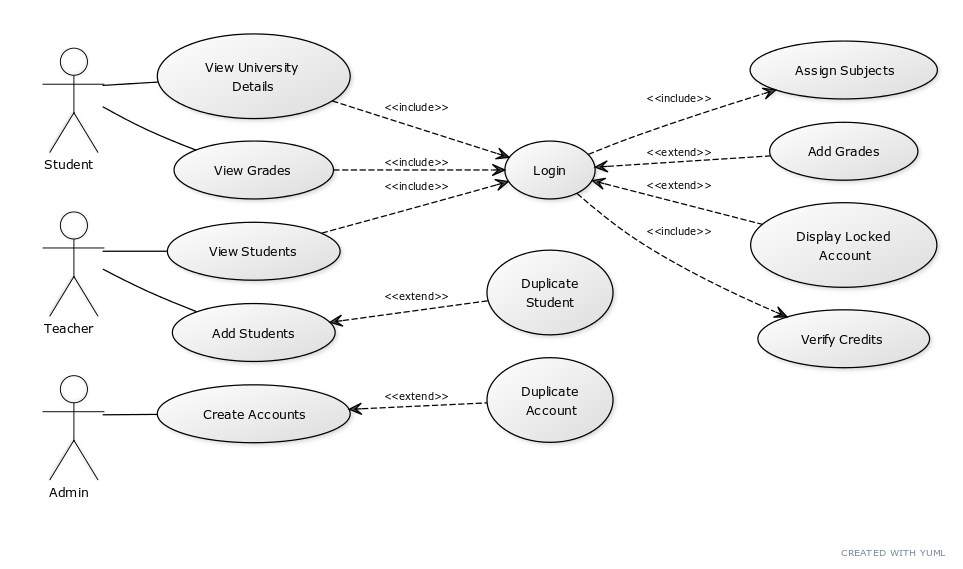 Student
View University
Details
View Grades
<<include>>
<<include>>
<<include>>
Login
<<include>>
Assign Subjects
<<extend>>
Add Grades
<<extend>>
Display Locked
Account
<<include>>
Verify Credits
Teacher
View Students
Add Students
<<extend>>
Duplicate
Student
Admin
Create Accounts
<<extend>>
Duplicate
Account
CREATED WITH YUML